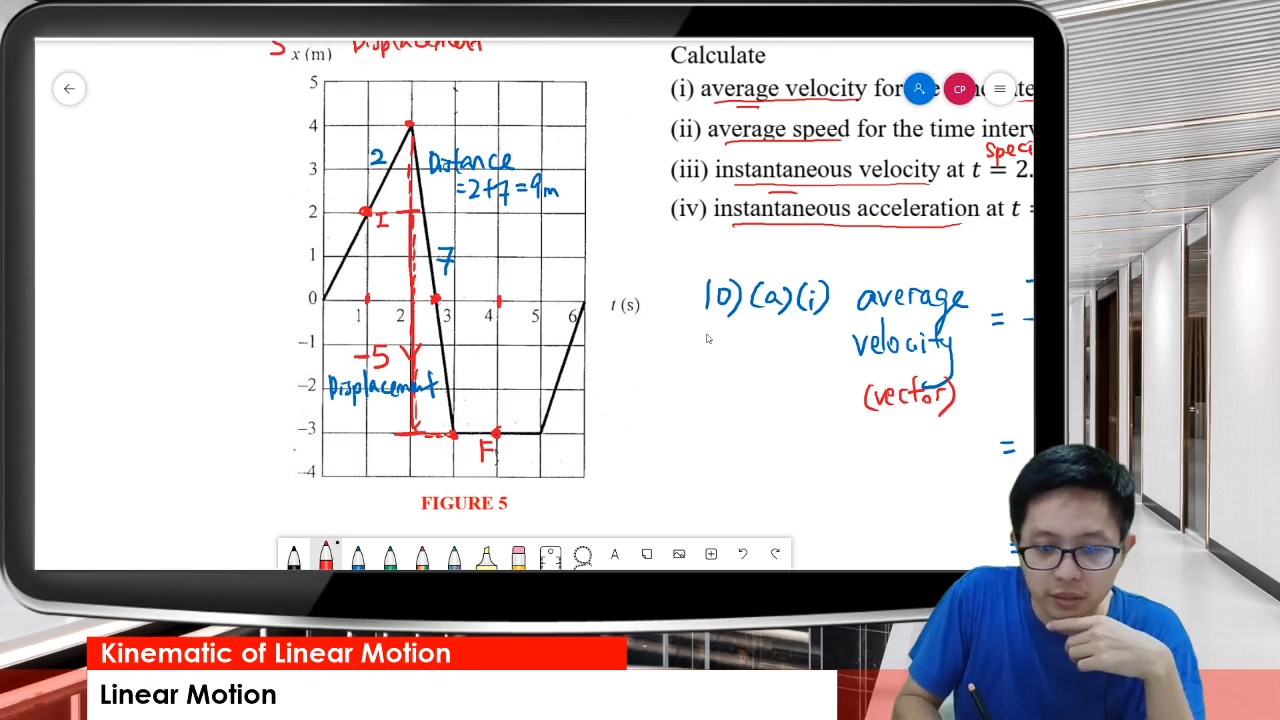 S x (m) Displacement
5
4
3
2
1
0
−1
−2
−3
−4
1 2 3 4 5 6 t (s)
2
Distance
= 2 + 7 = 9m
I
7
−5
Displacement
F
FIGURE 5
Calculate
(i) average velocity for
(ii) average speed for the time
(iii) instantaneous velocity at t = 2.
(iv) instantaneous acceleration at t =
CP
10) (a) (i) average =
velocity
(vector)
=
A
Kinematic of Linear Motion
Linear Motion